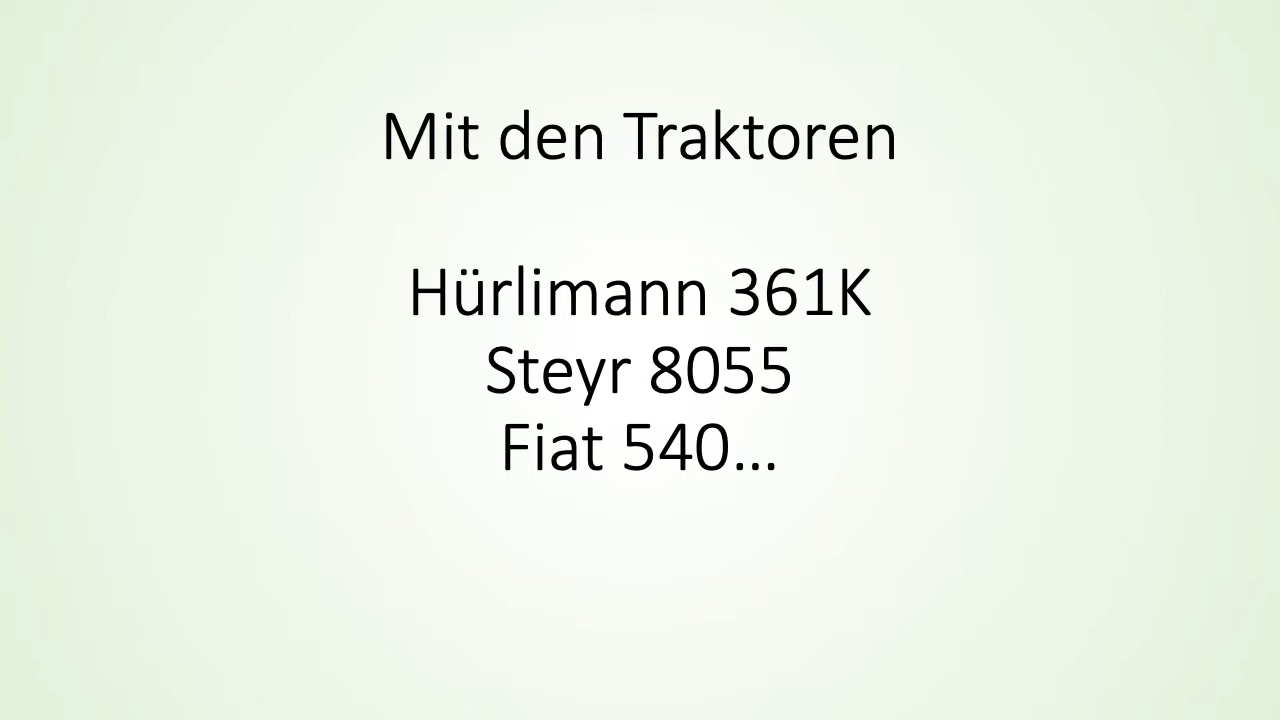 Mit den Traktoren
Hürlimann 361K
Steyr 8055
Fiat 540...